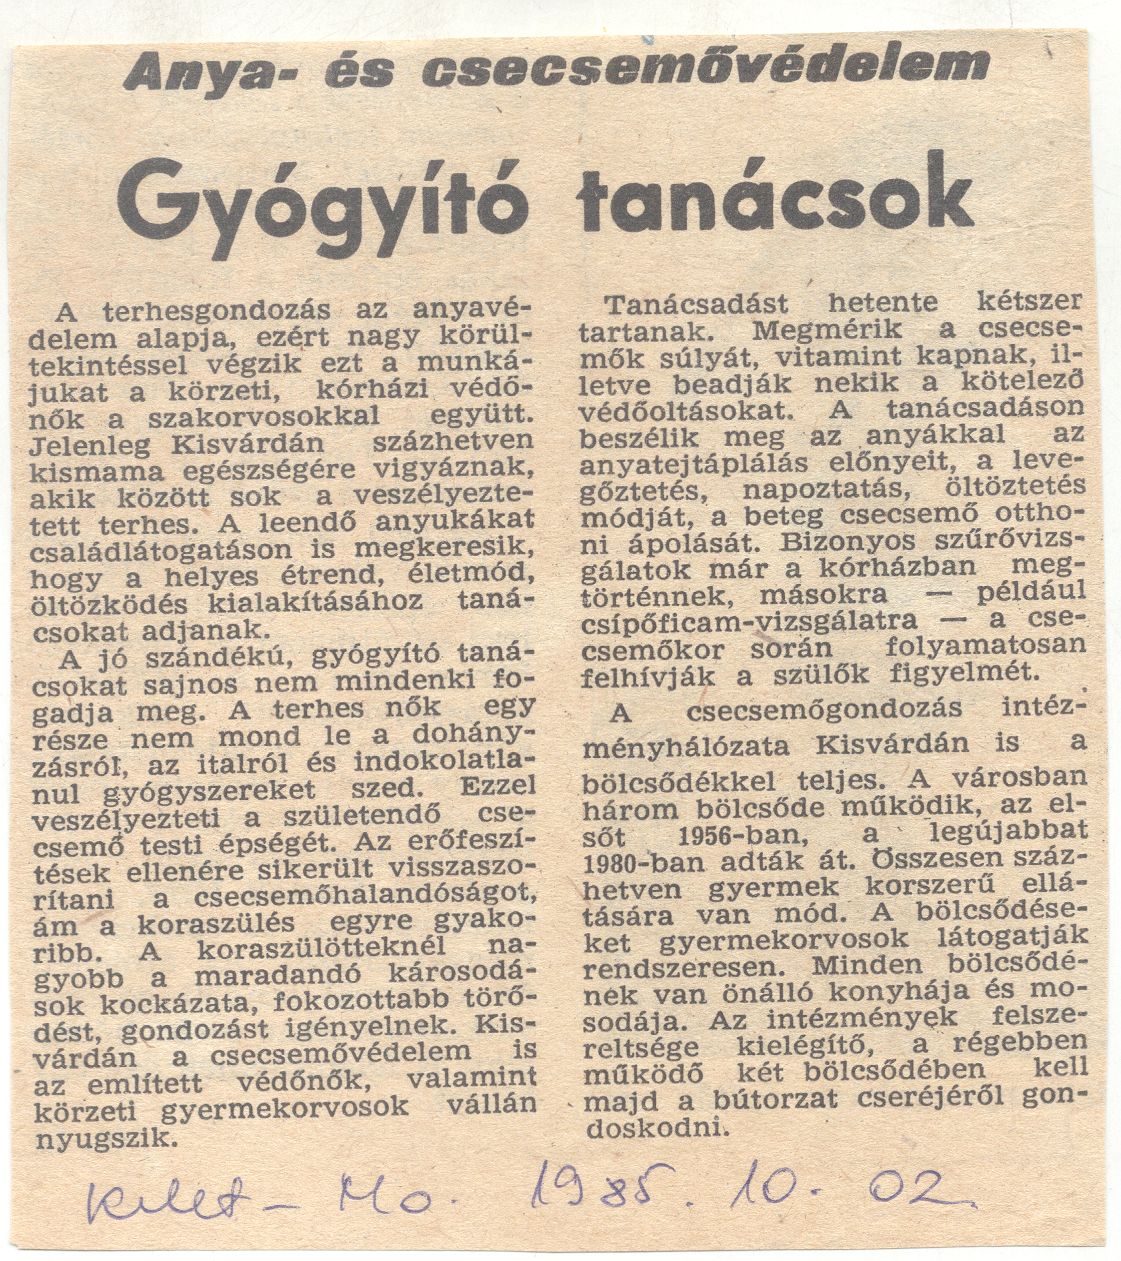 Anya- és csecsemővédelem
Gyógyító tanácsok
A terhesgondozás az anyavé-
delem alapja, ezért nagy körül-
tekintéssel végzik ezt a munká-
jukat a körzeti, kórházi védő-
nők a szakorvosokkal együtt.
Jelenleg Kisvárdán százhetven
kismama egészségére vigyáznak,
akik között sok a veszélyezte-
tett terhes. A leendő anyukákat
családlátogatáson is megkeresik,
hogy a helyes étrend, életmód,
öltözködés kialakításához taná-
csokat adjanak.
A jó szándékú, gyógyító taná-
csokat sajnos nem mindenki fo-
gadja meg. A terhes nők egy
része nem mond le a dohány-
zásról, az italról és indokolatla-
nul gyógyszereket szed. Ezzel
veszélyezteti a születendő cse-
csemő testi épségét. Az erőfeszí-
tések ellenére sikerült visszaszo-
rítani a csecsemőhalandóságot,
ám a koraszülés egyre gyako-
ribb. A koraszülötteknél na-
gyobb a maradandó károsodá-
sok kockázata, fokozottabb törő-
dést, gondozást igényelnek. Kis-
várdán a csecsemővédelem is
az említett védőnők, valamint
körzeti gyermekorvosok vállán
nyugszik.
Tanácsadást hetente kétszer
tartanak. Megmérik a csecse-
mők súlyát, vitamint kapnak, il-
letve beadják nekik a kötelező
védőoltásokat. A tanácsadáson
beszélik meg az anyákkal az
anyatejtáplálás előnyeit, a leve-
gőztetés, napoztatás, öltöztetés
módját, a beteg csecsemő ottho-
ni ápolását. Bizonyos szűrővizs-
gálatok már a kórházban meg-
történnek, másokra — például
csípőficam-vizsgálatra — a cse-
csemőkor során folyamatosan
felhívják a szülők figyelmét.
A csecsemőgondozás intéz-
ményhálózata Kisvárdán is a
bölcsődékkel teljes. A városban
három bölcsőde működik, az el-
sőt 1956-ban, a legújabbat
1980-ban adták át. Összesen száz-
hetven gyermek korszerű ellá-
tására van mód. A bölcsődése-
ket gyermekorvosok látogatják
rendszeresen. Minden bölcsődé-
nek van önálló konyhája és mo-
sodája. Az intézmények felsze-
reltsége kielégítő, a régebben
működő két bölcsődében kell
majd a bútorzat cseréjéről gon-
doskodni.
Kelet-Mo. 1985. 10. 02.